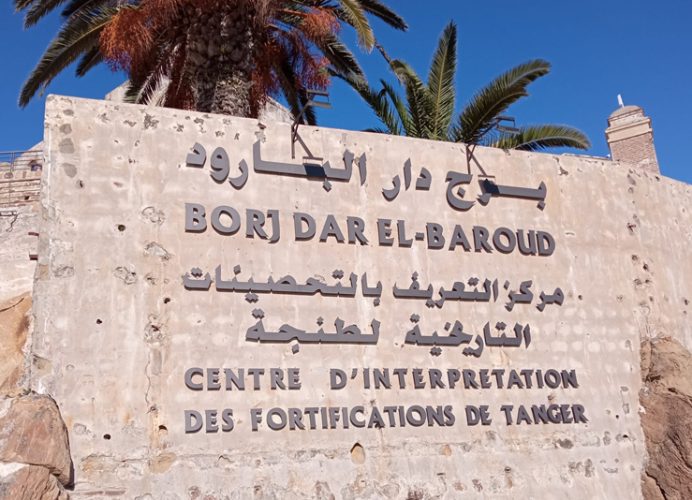 برج دار البارود
BORJ DAR EL-BAROUD
مركز التعريف بالتحصينات
التاريخية لطنجة
CENTRE D'INTERPRETATION
DES FORTIFICATIONS DE TANGER